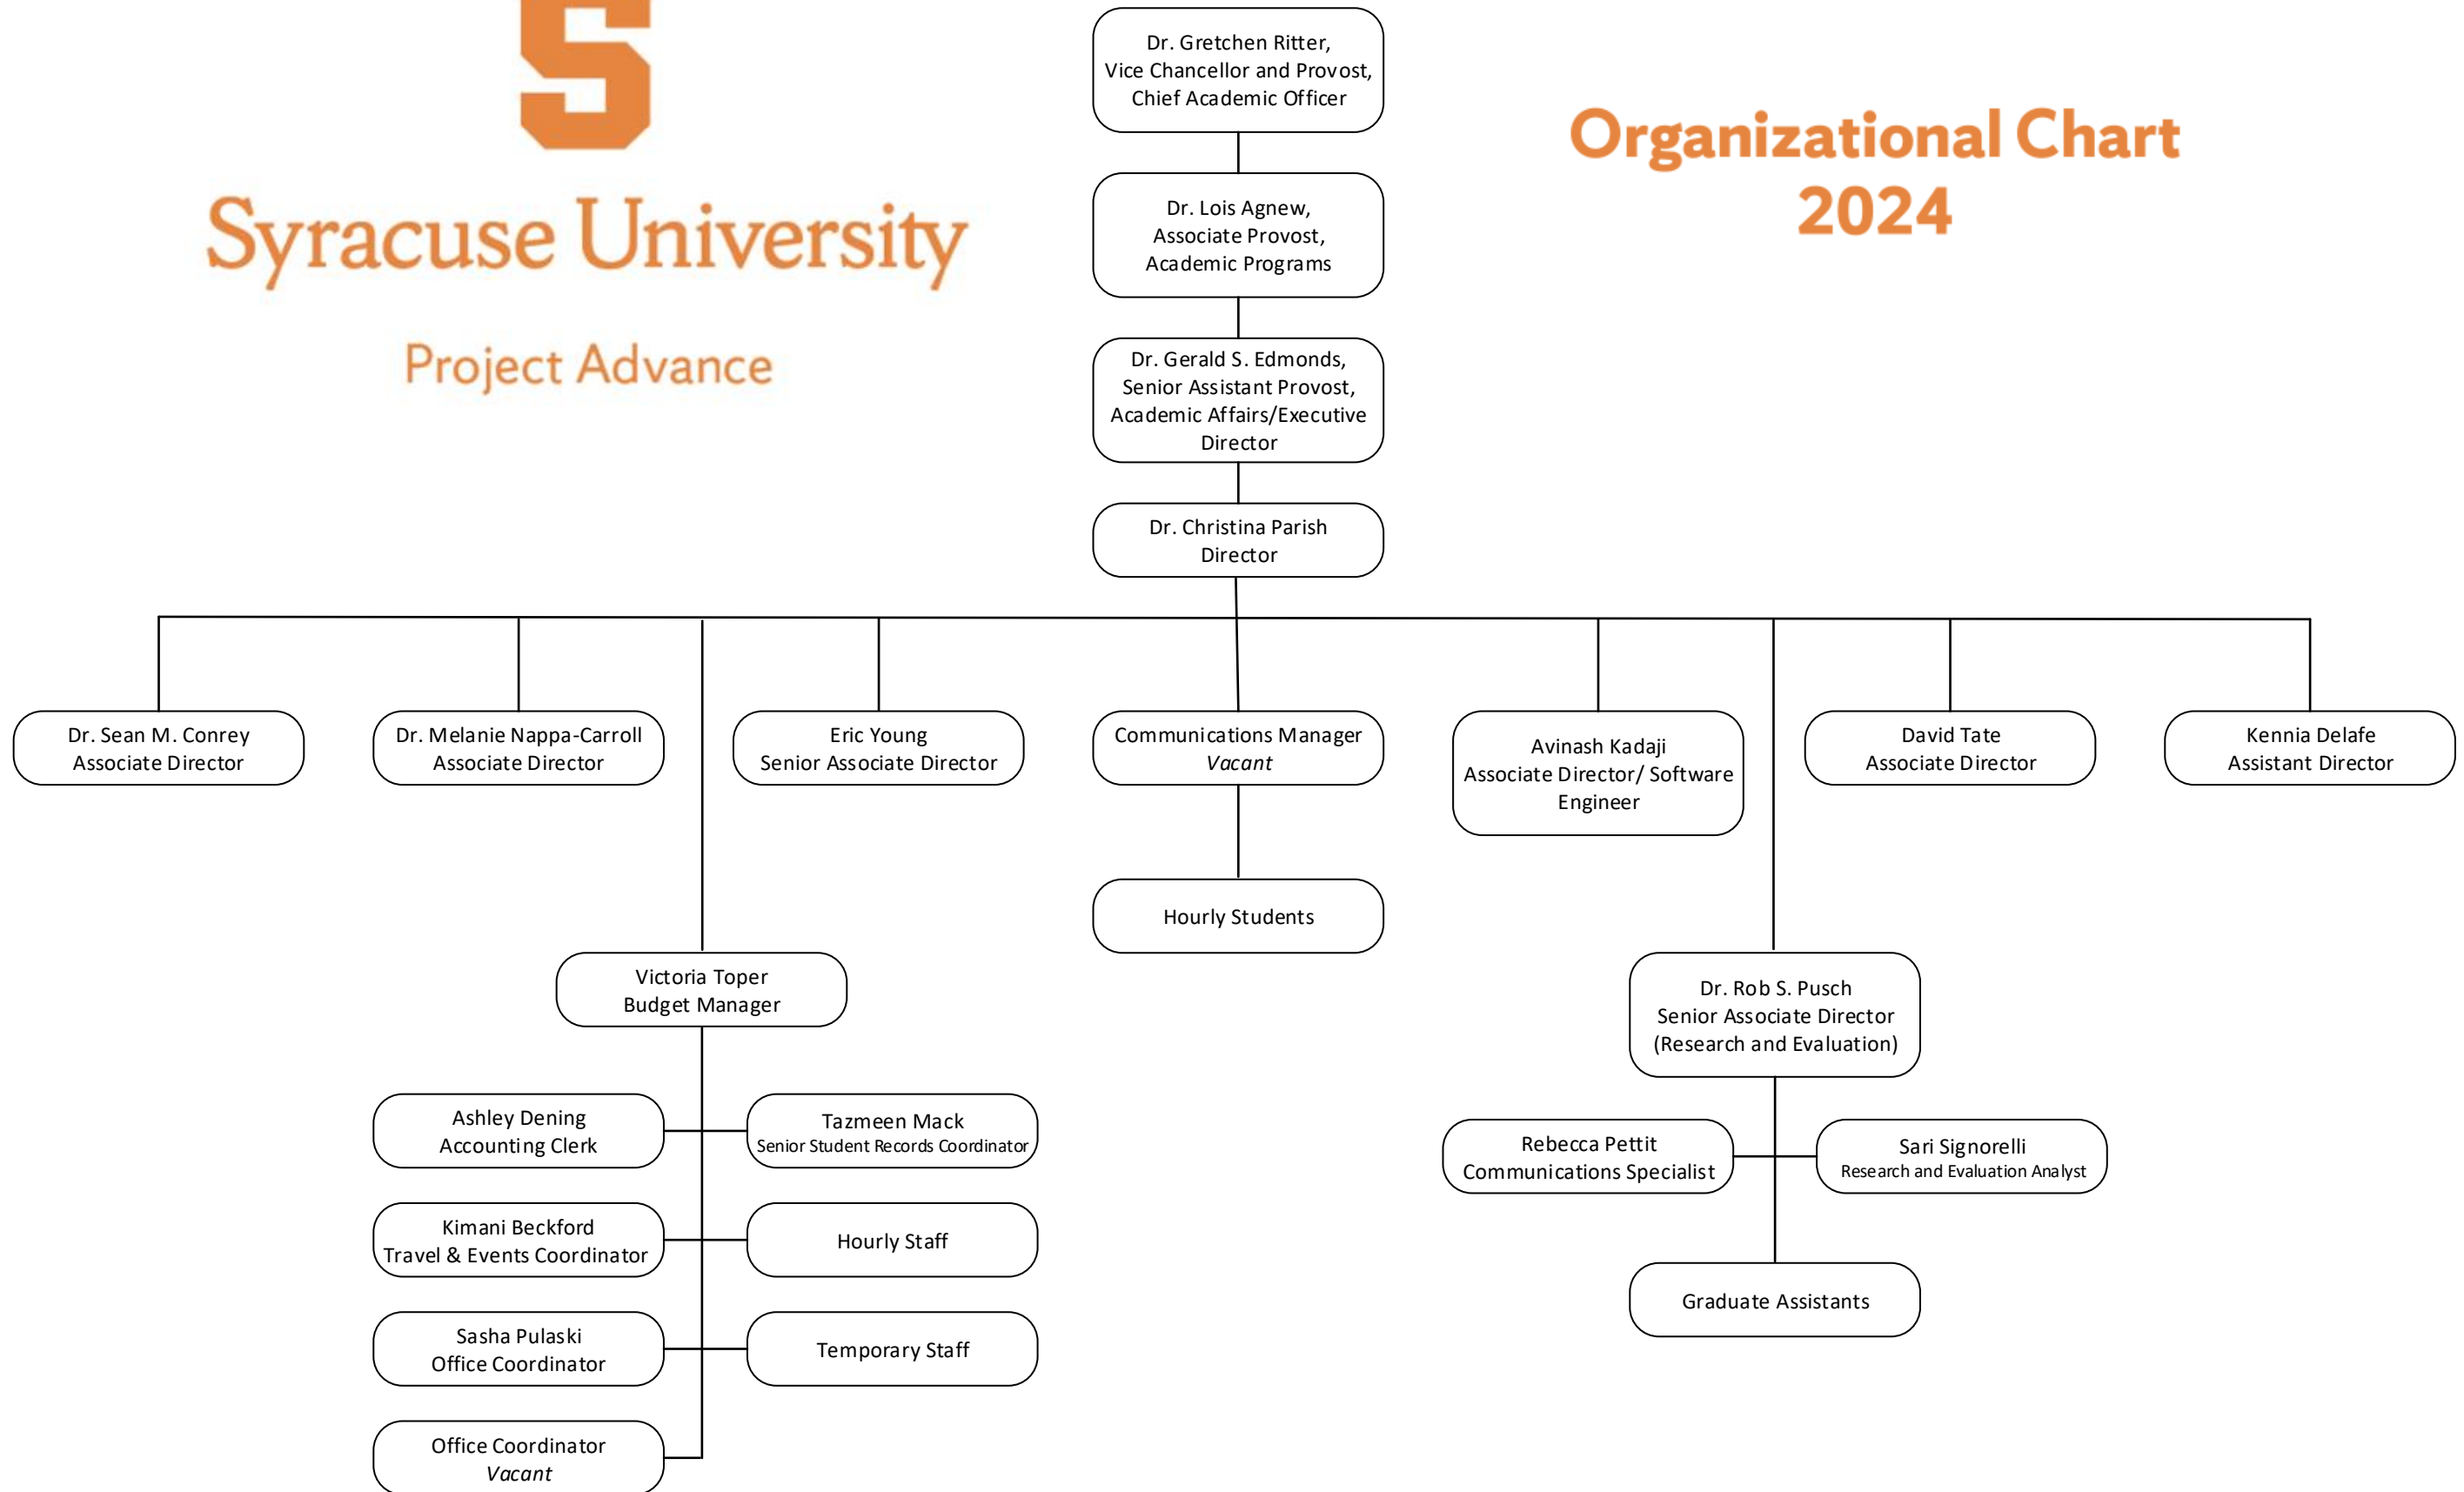 S
Syracuse University
Project Advance
Organizational Chart
2024
Dr. Gretchen Ritter,
Vice Chancellor and Provost,
Chief Academic Officer
Dr. Lois Agnew,
Associate Provost,
Academic Programs
Dr. Gerald S. Edmonds,
Senior Assistant Provost,
Academic Affairs/Executive
Director
Dr. Christina Parish
Director
Dr. Sean M. Conrey
Associate Director
Dr. Melanie Nappa-Carroll
Associate Director
Eric Young
Senior Associate Director
Communications Manager
Vacant
Avinash Kadaji
Associate Director/ Software
Engineer
David Tate
Associate Director
Kennia Delafe
Assistant Director
Hourly Students
Victoria Toper
Budget Manager
Ashley Dening
Accounting Clerk
Tazmeen Mack
Senior Student Records Coordinator
Kimani Beckford
Travel & Events Coordinator
Hourly Staff
Sasha Pulaski
Office Coordinator
Temporary Staff
Office Coordinator
Vacant
Dr. Rob S. Pusch
Senior Associate Director
(Research and Evaluation)
Rebecca Pettit
Communications Specialist
Sari Signorelli
Research and Evaluation Analyst
Graduate Assistants